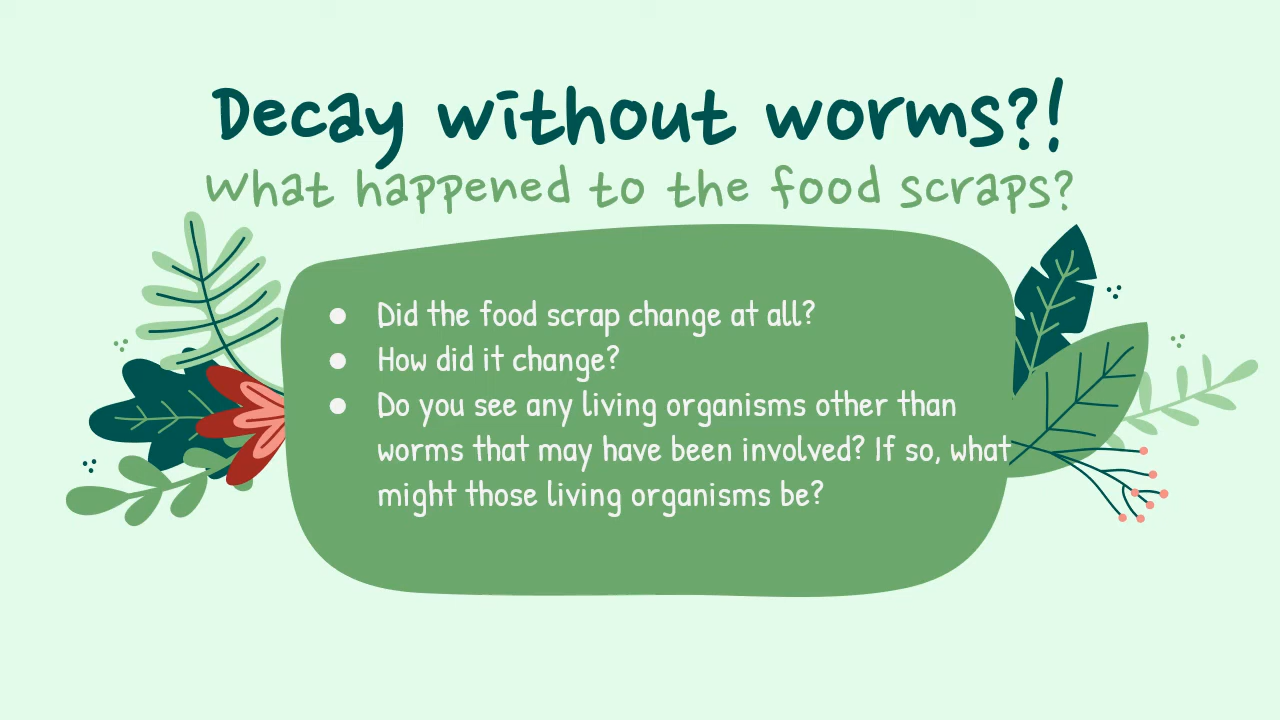 Decay without worms?!
What happened to the food scraps?
● Did the food scrap change at all?
● How did it change?
● Do you see any living organisms other than
worms that may have been involved? If so, what
might those living organisms be?